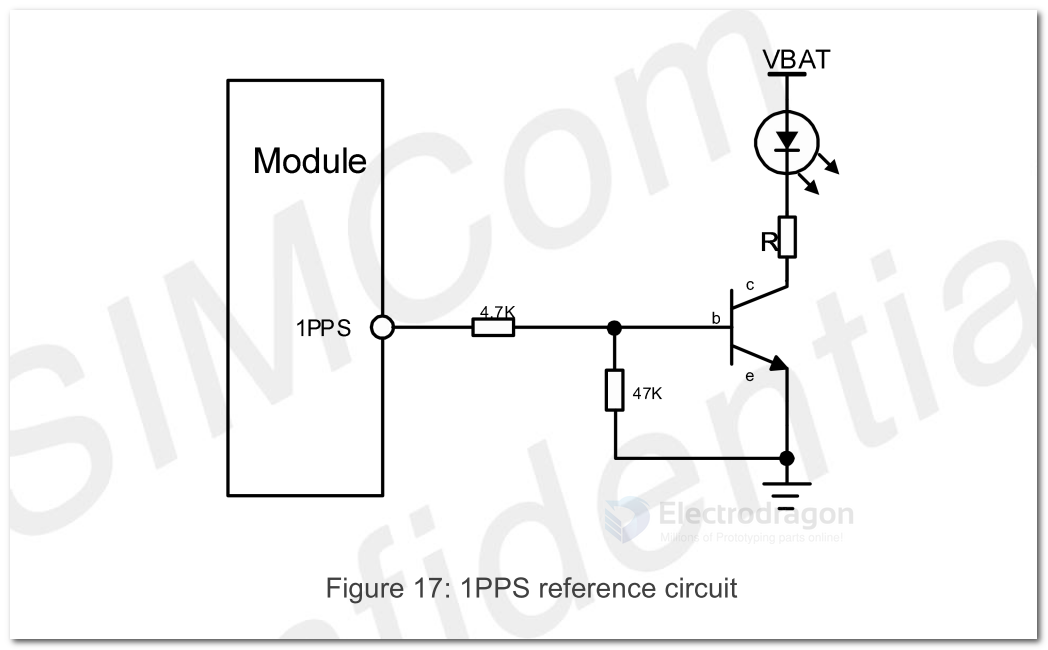 SIMCom
Confidential
VBAT
Module
R
c
1PPS
4.7K
b
e
47K
Electrodragon
Millions of Prototyping parts online!
Figure 17: 1PPS reference circuit